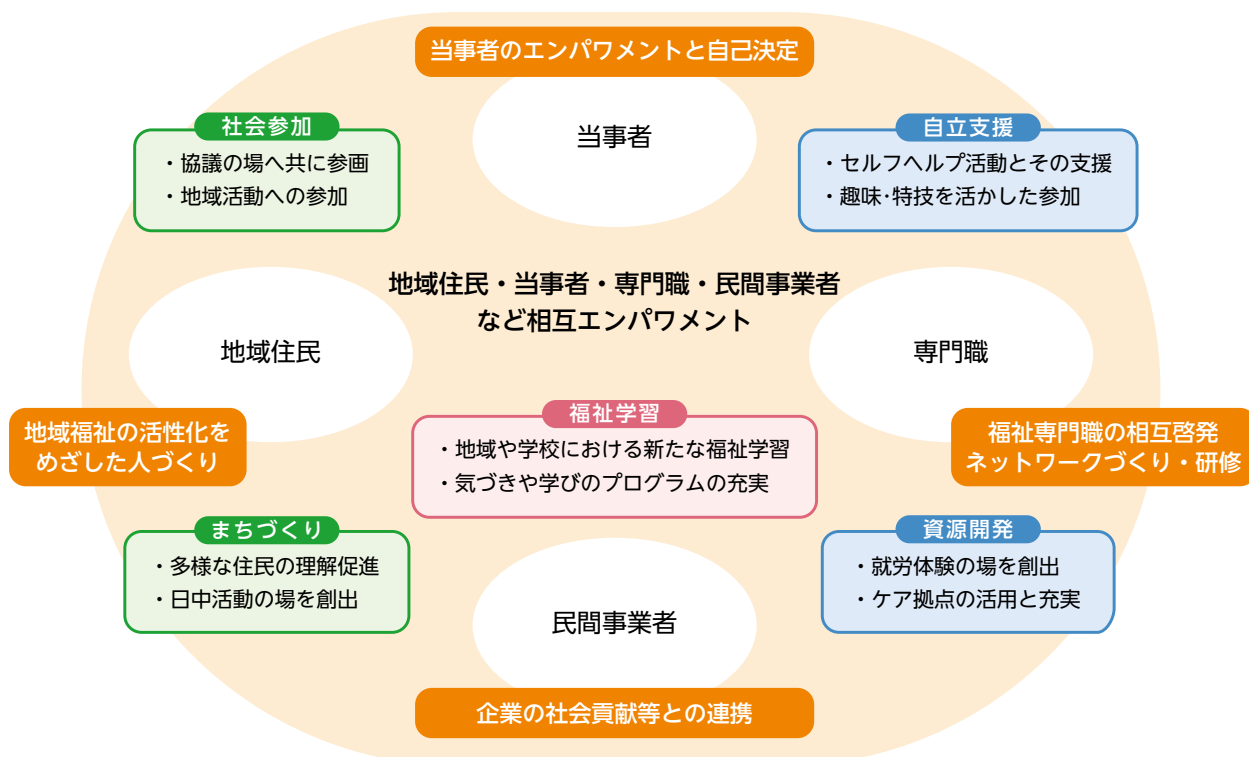 当事者のエンパワメントと自己決定
当事者
社会参加
・協議の場へ共に参画
・地域活動への参加
自立支援
・セルフヘルプ活動とその支援
・趣味･特技を活かした参加
地域住民・当事者・専門職・民間事業者
など相互エンパワメント
地域住民
専門職
地域福祉の活性化を
めざした人づくり
福祉学習
・地域や学校における新たな福祉学習
・気づきや学びのプログラムの充実
福祉専門職の相互啓発
ネットワークづくり・研修
まちづくり
・多様な住民の理解促進
・日中活動の場を創出
資源開発
・就労体験の場を創出
・ケア拠点の活用と充実
民間事業者
企業の社会貢献等との連携